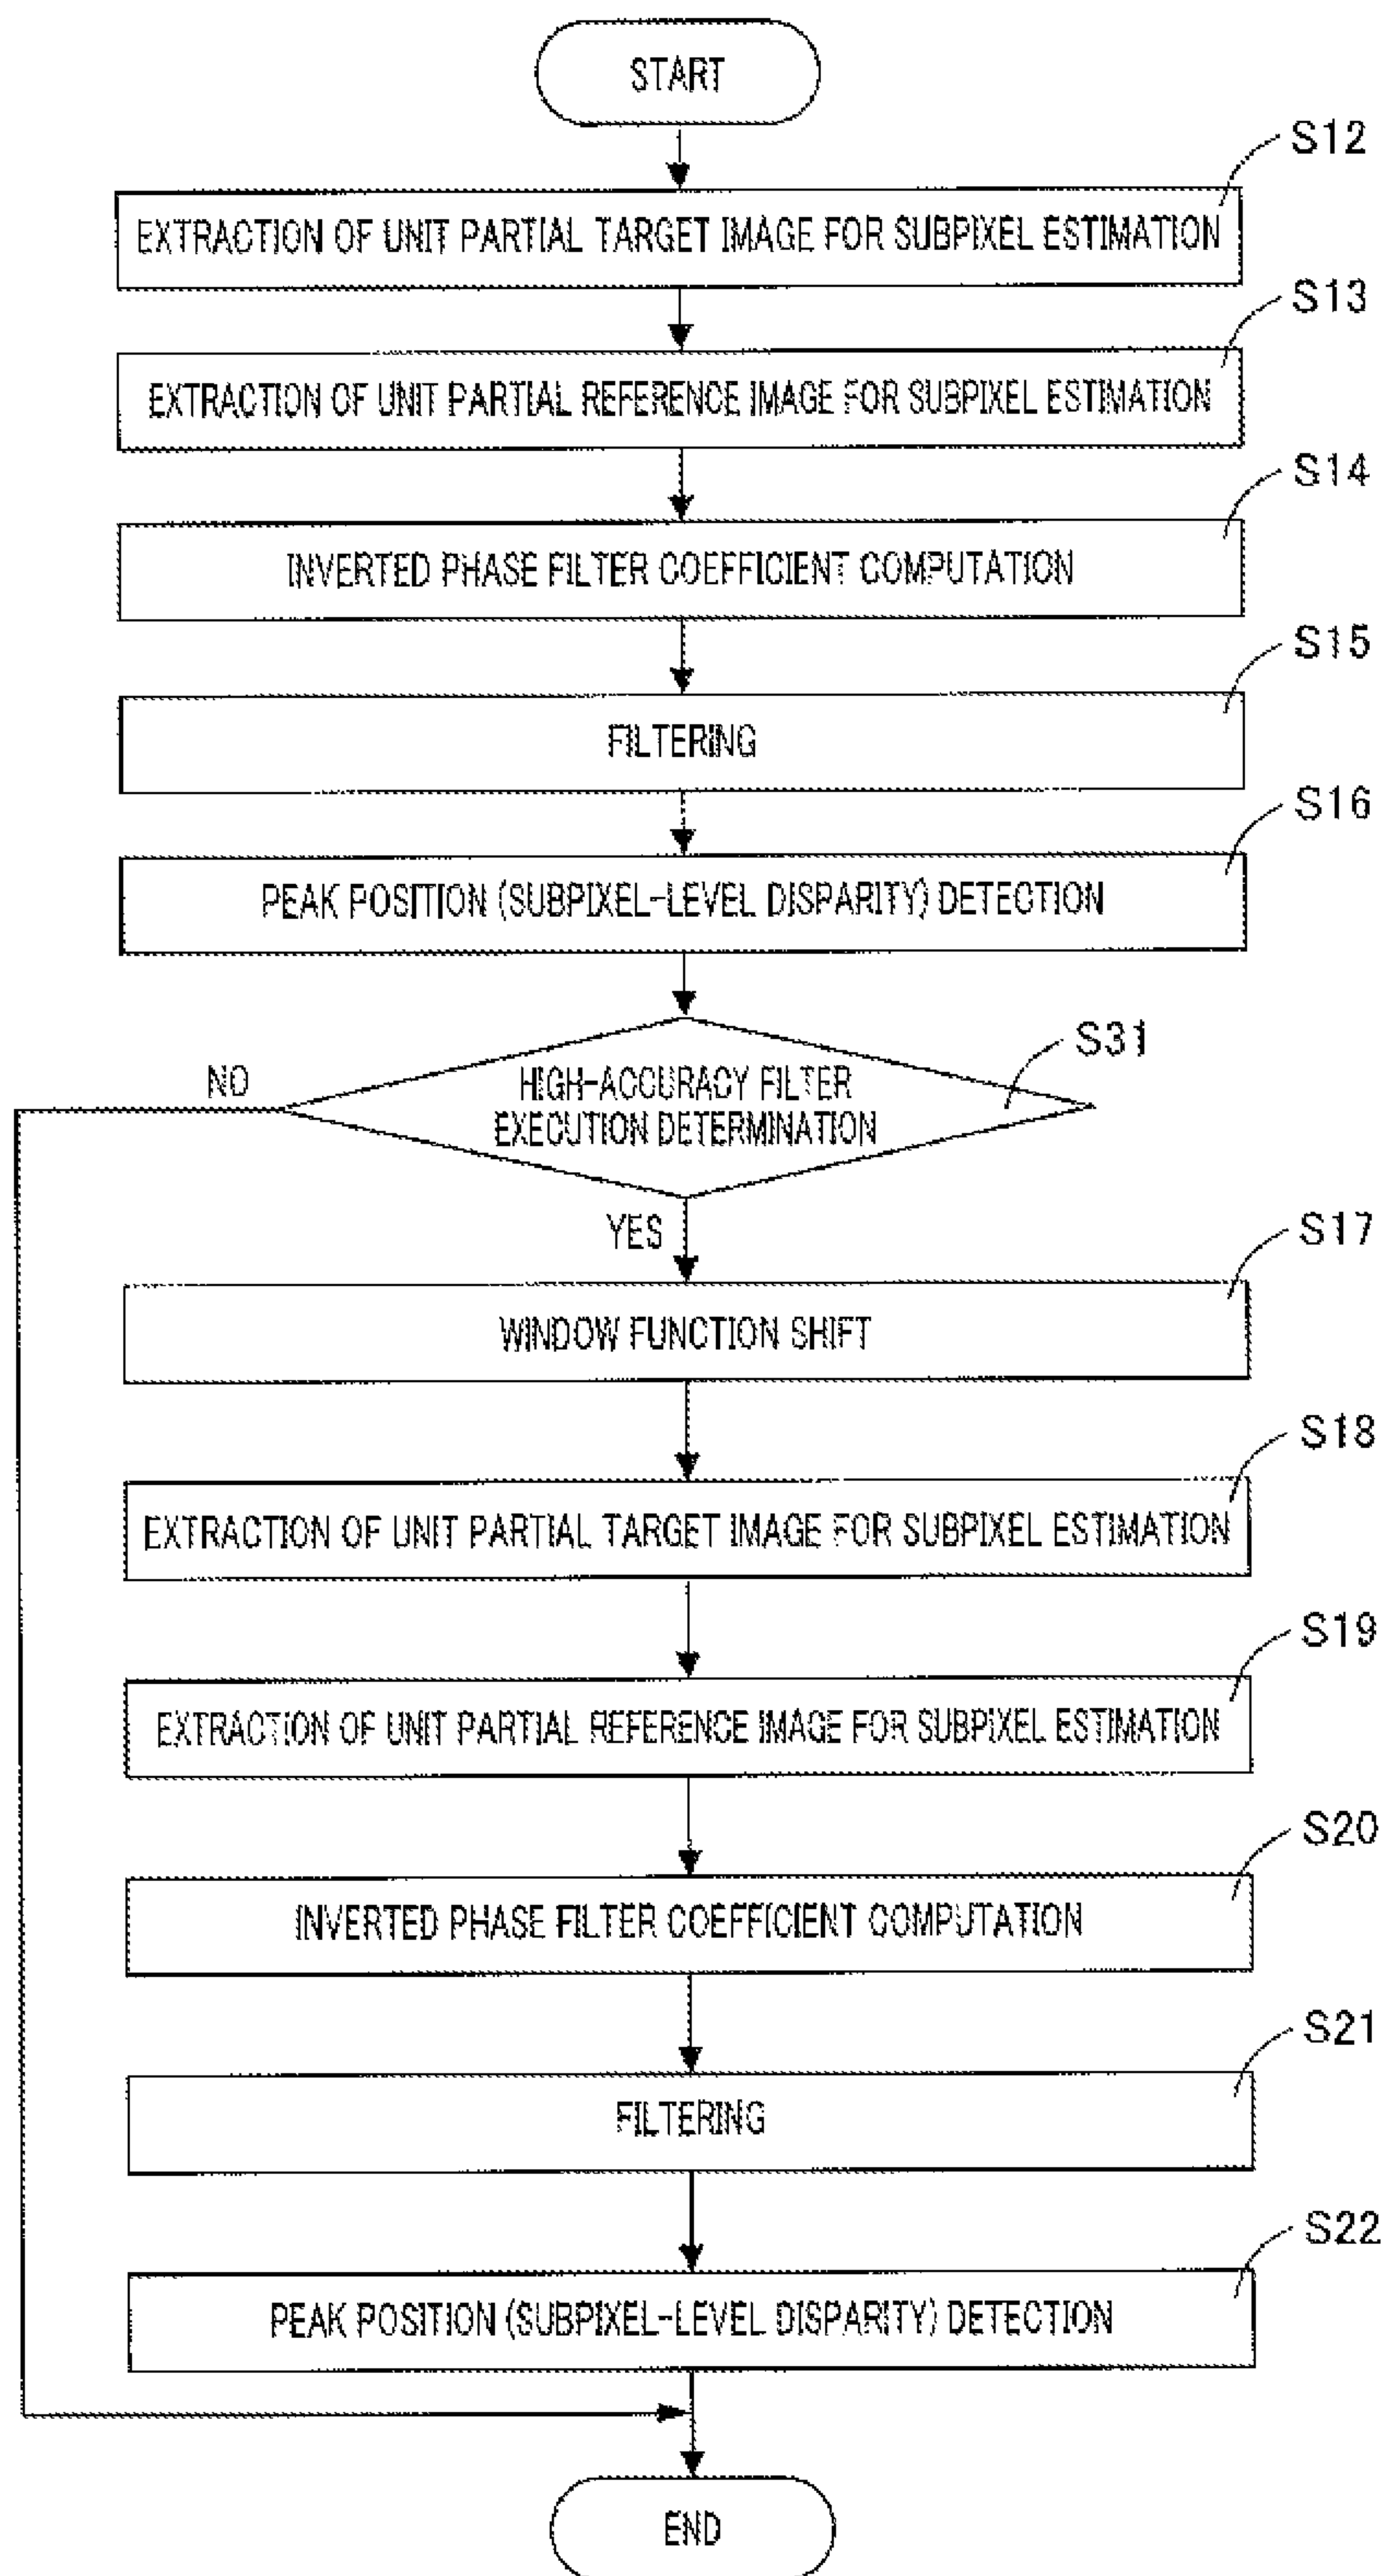 START
S12
EXTRACTION OF UNIT PARTIAL TARGET IMAGE FOR SUBPIXEL ESTIMATION
S13
EXTRACTION OF UNIT PARTIAL REFERENCE IMAGE FOR SUBPIXEL ESTIMATION
S14
INVERTED PHASE FILTER COEFFICIENT COMPUTATION
S15
FILTERING
S16
PEAK POSITION (SUBPIXEL-LEVEL DISPARITY) DETECTION
S31
NO
HIGH-ACCURACY FILTER
EXECUTION DETERMINATION
YES
S17
WINDOW FUNCTION SHIFT
S18
EXTRACTION OF UNIT PARTIAL TARGET IMAGE FOR SUBPIXEL ESTIMATION
S19
EXTRACTION OF UNIT PARTIAL REFERENCE IMAGE FOR SUBPIXEL ESTIMATION
S20
INVERTED PHASE FILTER COEFFICIENT COMPUTATION
S21
FILTERING
S22
PEAK POSITION (SUBPIXEL-LEVEL DISPARITY) DETECTION
END